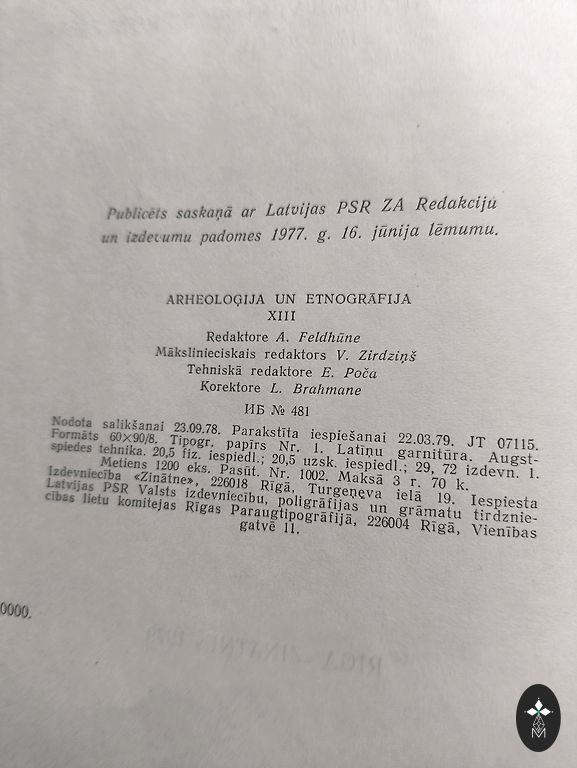 Publicēts saskaņā ar Latvijas PSR ZA Redakciju
un izdevumu padomes 1977. g. 16. jūnija lēmumu.
ARHEOLOĢIJA UN ETNOGRĀFIJA
XIII
Redaktore A. Feldhūne
Mākslinieciskais redaktors V. Zirdziņš
Tehniskā redaktore E. Poča
Korektore L. Brahmane
ИБ № 481
Nodota salikšanai 23.09.78. Parakstīta iespiešanai 22.03.79. JT 07115.
Formāts 60×90/8. Tipogr. papīrs Nr. 1. Latīņu garnitūra. Augst-
spiedes tehnika. 20,5 fiz. iespiedl.; 20,5 uzsk. iespiedl.; 29, 72 izdevn. l.
Metiens 1200 eks. Pasūt. Nr. 1002. Maksā 3 r. 70 k.
Izdevniecība «Zinātne», 226018 Rīgā, Turgeņeva ielā 19. Iespiesta
Latvijas PSR Valsts izdevniecību, poligrāfijas un grāmatu tirdznie-
cības lietu komitejas Rīgas Paraugtipogrāfijā, 226004 Rīgā, Vienības
gatvē 11.
0000.
M